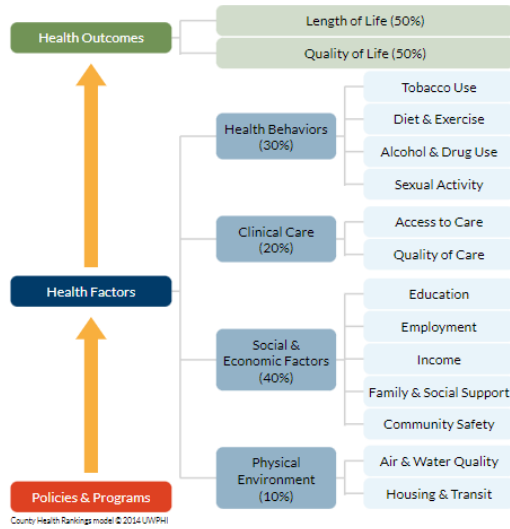 Health Outcomes
Length of Life (50%)
Quality of Life (50%)
Health Factors
Health Behaviors
(30%)
Tobacco Use
Diet & Exercise
Alcohol & Drug Use
Sexual Activity
Clinical Care
(20%)
Access to Care
Quality of Care
Social &
Economic Factors
(40%)
Education
Employment
Income
Family & Social Support
Community Safety
Physical
Environment
(10%)
Air & Water Quality
Housing & Transit
Policies & Programs
County Health Rankings model © 2014 UWPHI